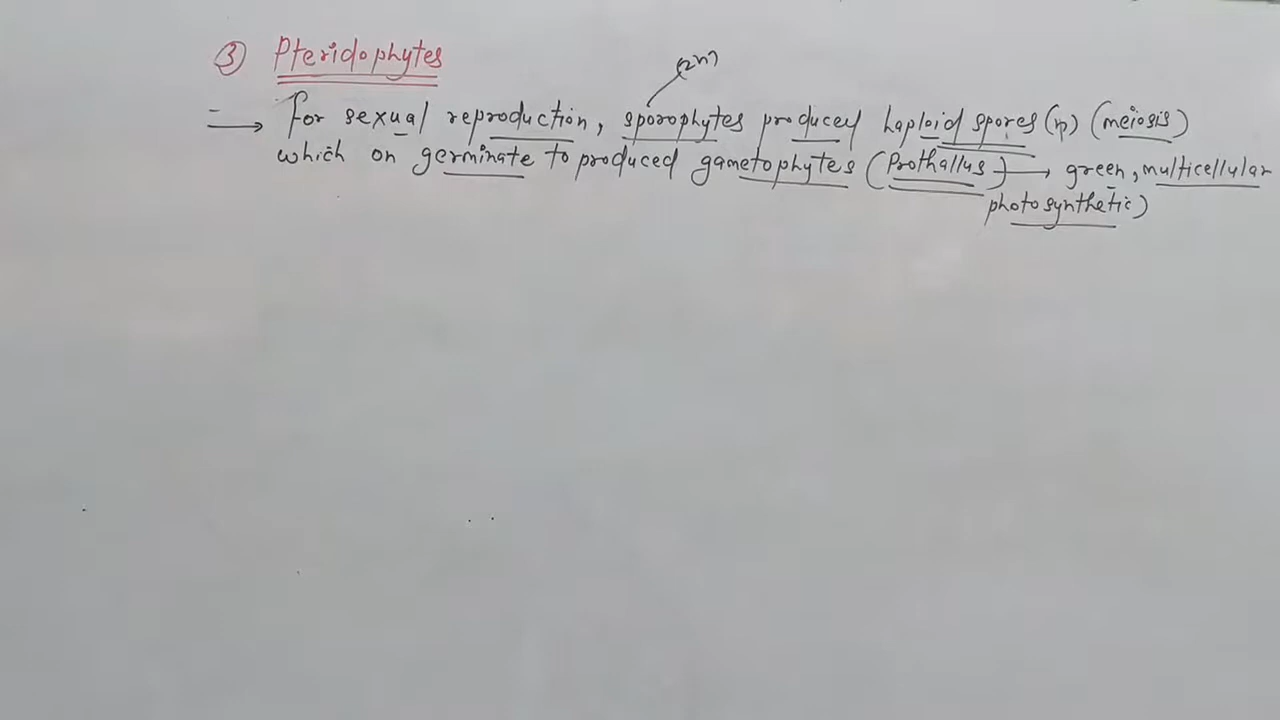 ③ Pteridophytes
(2n)
→ For sexual reproduction, sporophytes produced haploid spores (n) (meiosis)
which on germinate to produced gametophytes (Prothallus) → green, multicellular
photosynthetic)